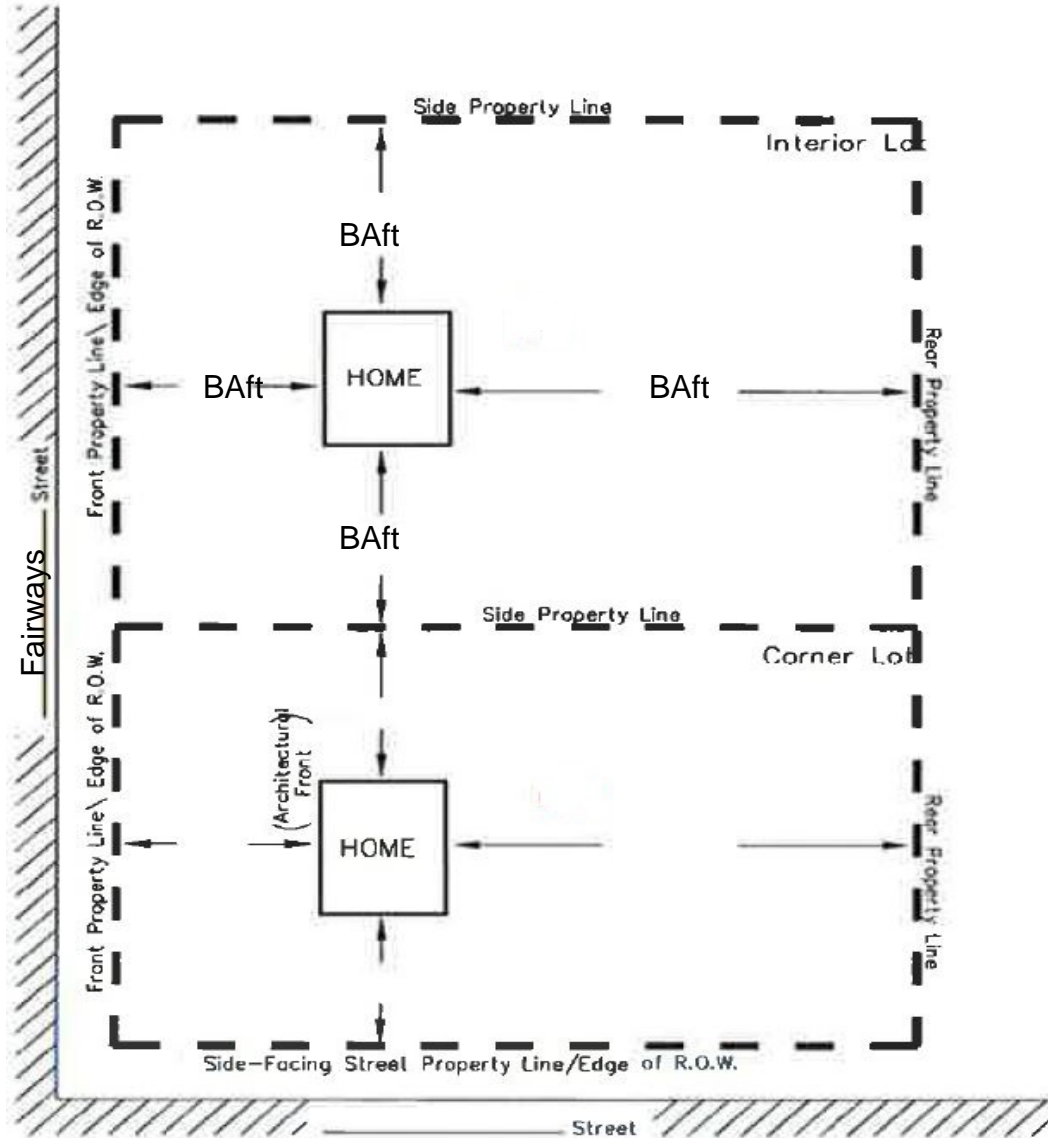 Side Property Line
Interior Lot
Front Property Line\ Edge of R.O.W.
BAft
BAft
HOME
BAft
Rear Property Line
BAft
Fairways Street
Side Property Line
Corner Lot
Front Property Line\ Edge of R.O.W.
(Architectural
Front )
HOME
Rear Property Line
Side-Facing Street Property Line/Edge of R.O.W.
Street